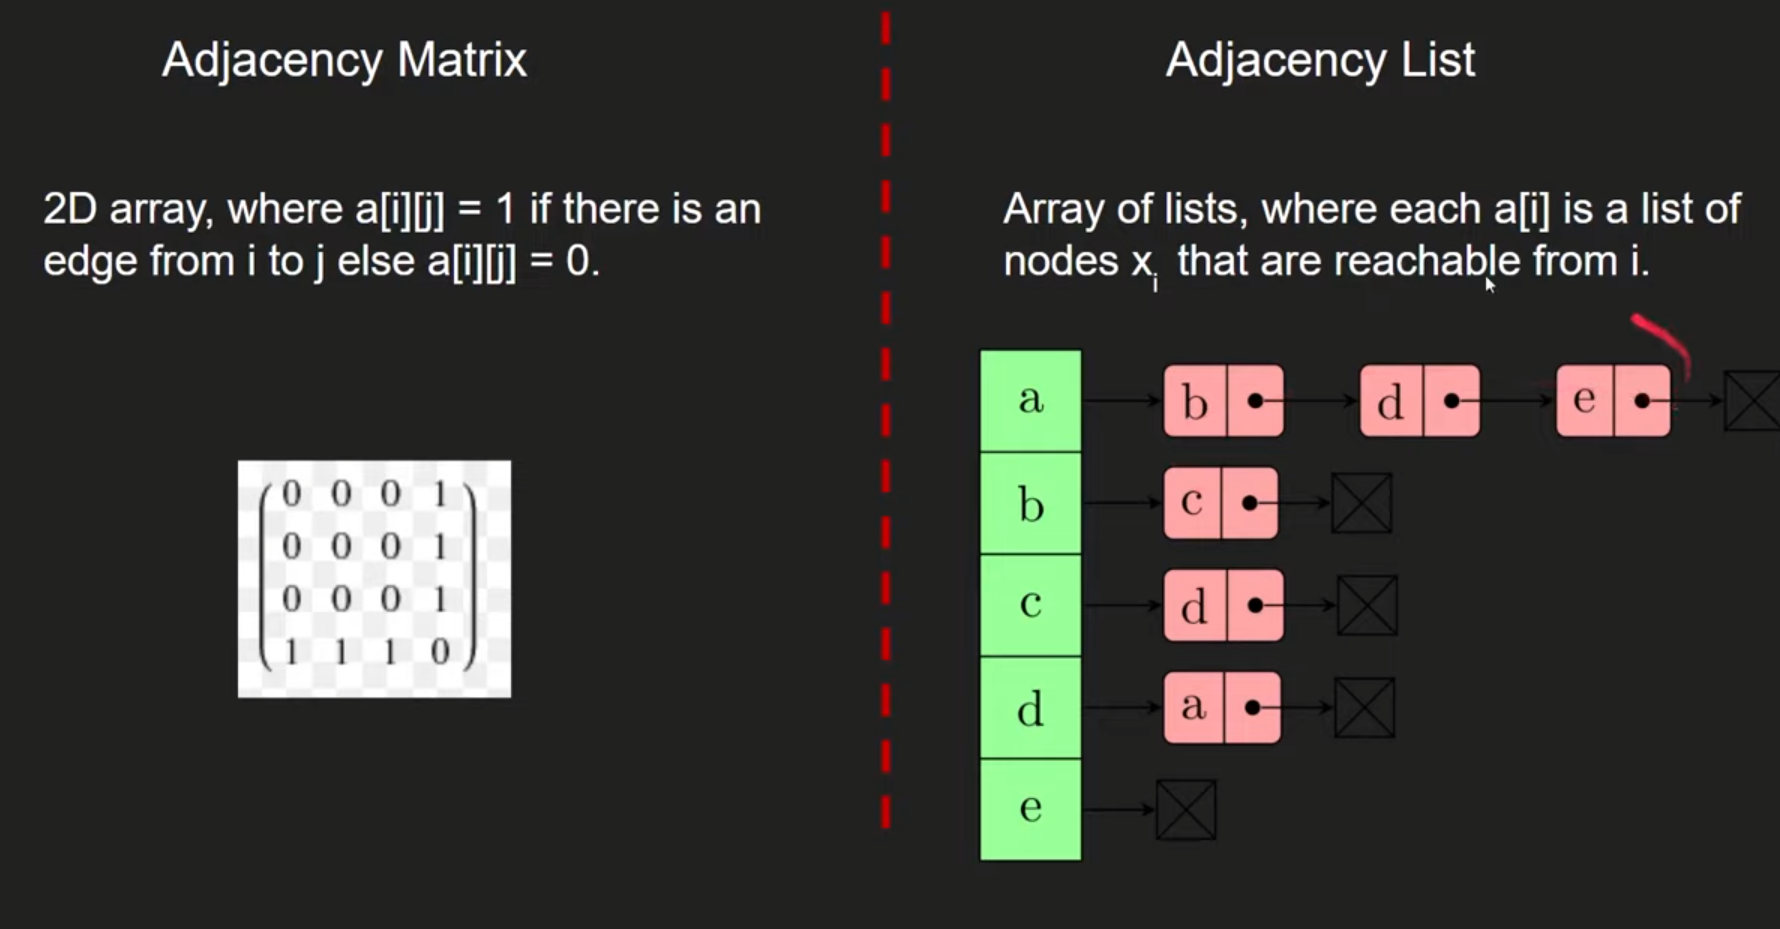 Adjacency Matrix
2D array, where a[i][j] = 1 if there is an
edge from i to j else a[i][j] = 0.
0 0 0 1
0 0 0 1
0 0 0 1
1 1 1 0
Adjacency List
Array of lists, where each a[i] is a list of
nodes xi that are reachable from i.
a b d e
b c
c d
d a
e